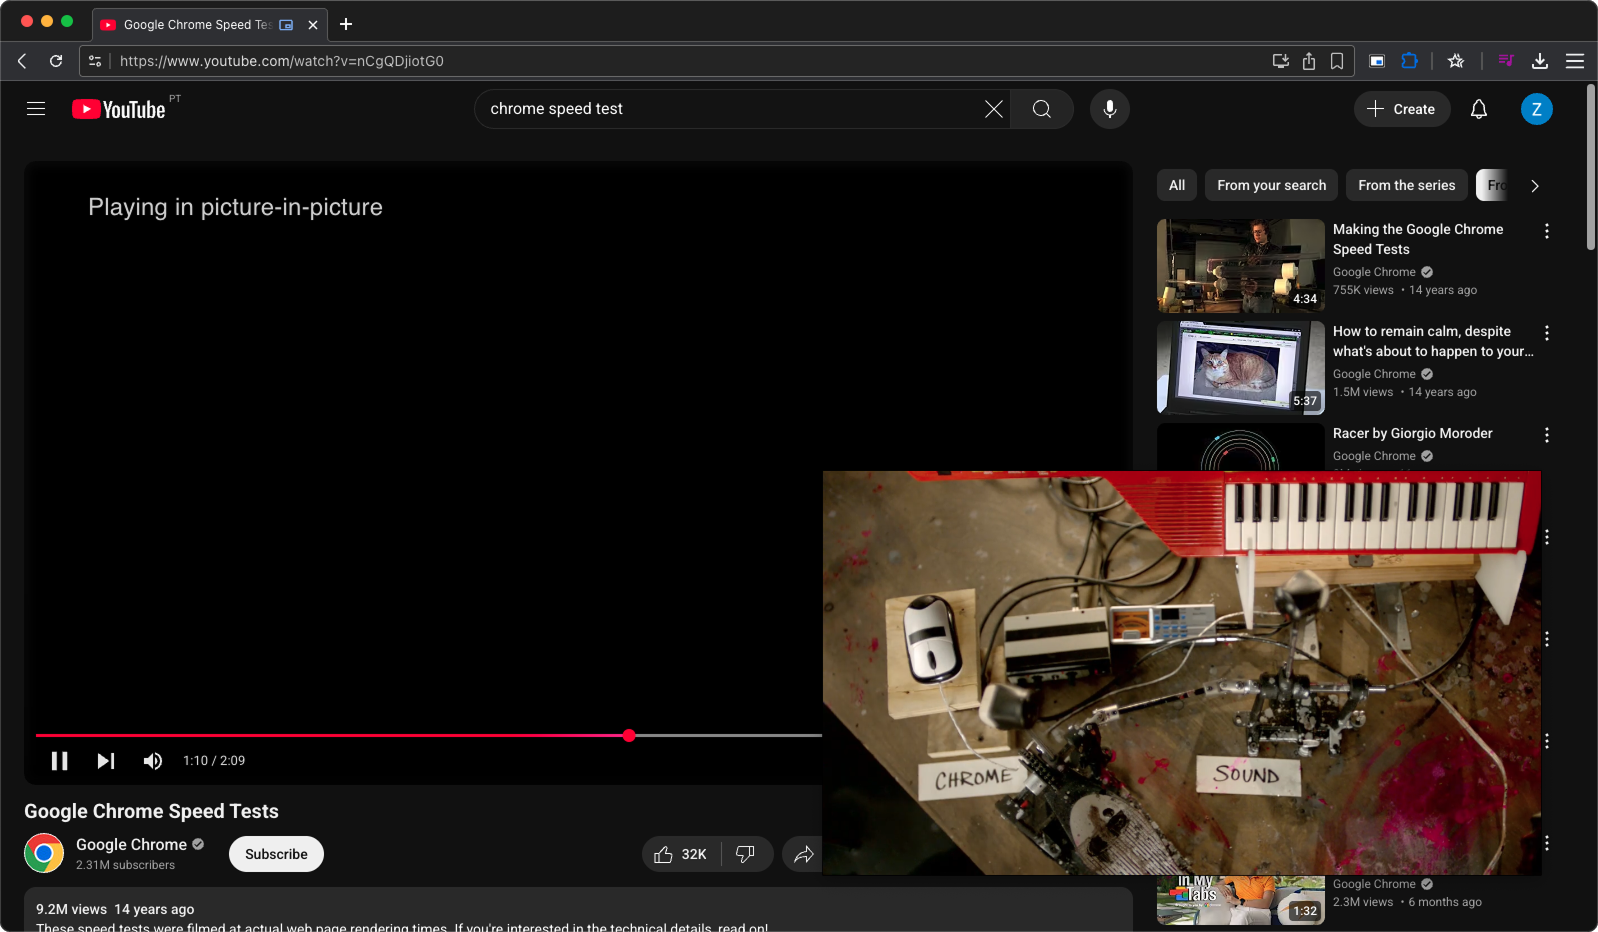 Google Chrome Speed Tes
https://www.youtube.com/watch?v=nCgQDjiotG0
YouTube PT
chrome speed test
Create
Z
Playing in picture-in-picture
1:10 / 2:09
Google Chrome Speed Tests
Google Chrome
2.31M subscribers
Subscribe
32K
9.2M views 14 years ago
These speed tests were filmed at actual web page rendering times. If you're interested in the technical details, read on!
All
From your search
From the series
Fro
4:34
Making the Google Chrome
Speed Tests
Google Chrome
755K views • 14 years ago
5:37
How to remain calm, despite
what's about to happen to your...
Google Chrome
1.5M views • 14 years ago
Racer by Giorgio Moroder
Google Chrome
CHROME
SOUND
In My
Tabs
1:32
Google Chrome
2.3M views • 6 months ago